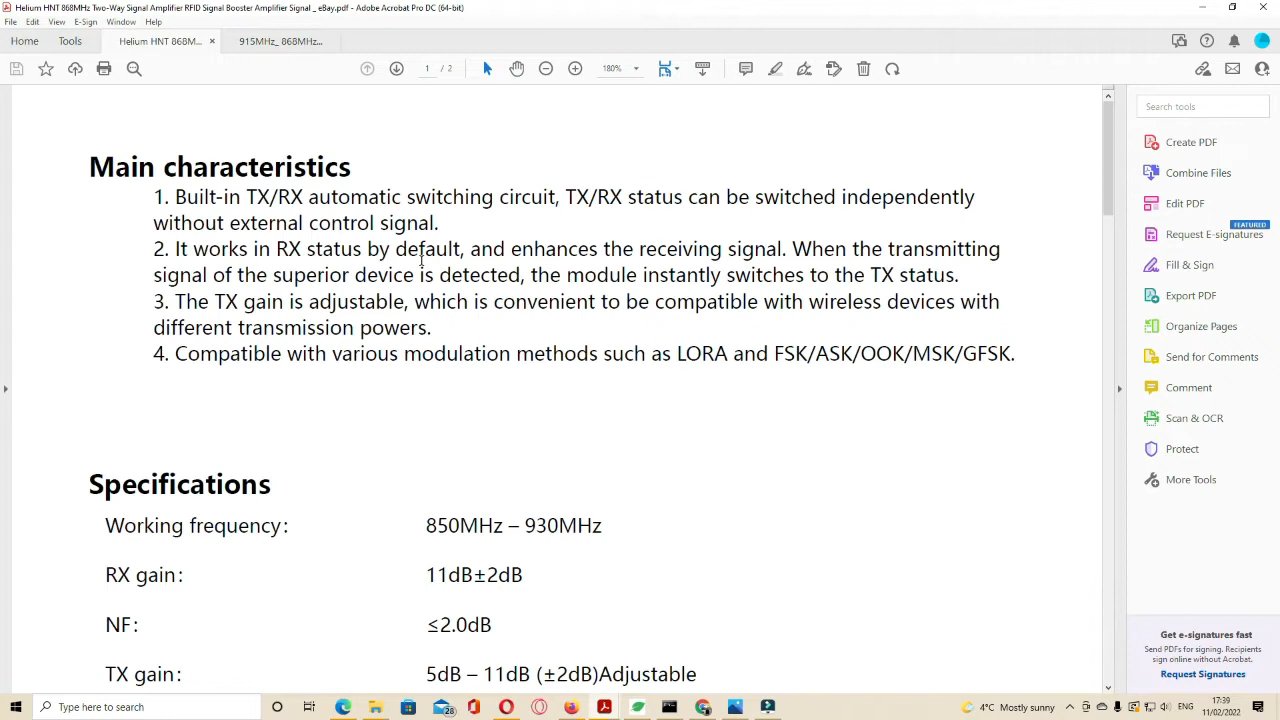 Helium HNT 868MHz Two-Way Signal Amplifier RFID Signal Booster Amplifier Signal _ eBay.pdf - Adobe Acrobat Pro DC (64-bit)
File Edit View E-Sign Window Help
Home Tools Helium HNT 868M... × 915MHz_ 868MHz...
1 / 2 180%
Search tools
Main characteristics
1. Built-in TX/RX automatic switching circuit, TX/RX status can be switched independently
without external control signal.
2. It works in RX status by default, and enhances the receiving signal. When the transmitting
signal of the superior device is detected, the module instantly switches to the TX status.
3. The TX gain is adjustable, which is convenient to be compatible with wireless devices with
different transmission powers.
4. Compatible with various modulation methods such as LORA and FSK/ASK/OOK/MSK/GFSK.
Specifications
Working frequency: 850MHz – 930MHz
RX gain: 11dB±2dB
NF: ≤2.0dB
TX gain: 5dB – 11dB (±2dB)Adjustable
Create PDF
Combine Files
Edit PDF
FEATURED
Request E-signatures
Fill & Sign
Export PDF
Organize Pages
Send for Comments
Comment
Scan & OCR
Protect
More Tools
Get e-signatures fast
Send PDFs for signing. Recipients
sign online without Acrobat.
Request Signatures
Type here to search
28
4°C Mostly sunny
ENG
17:39
11/02/2022